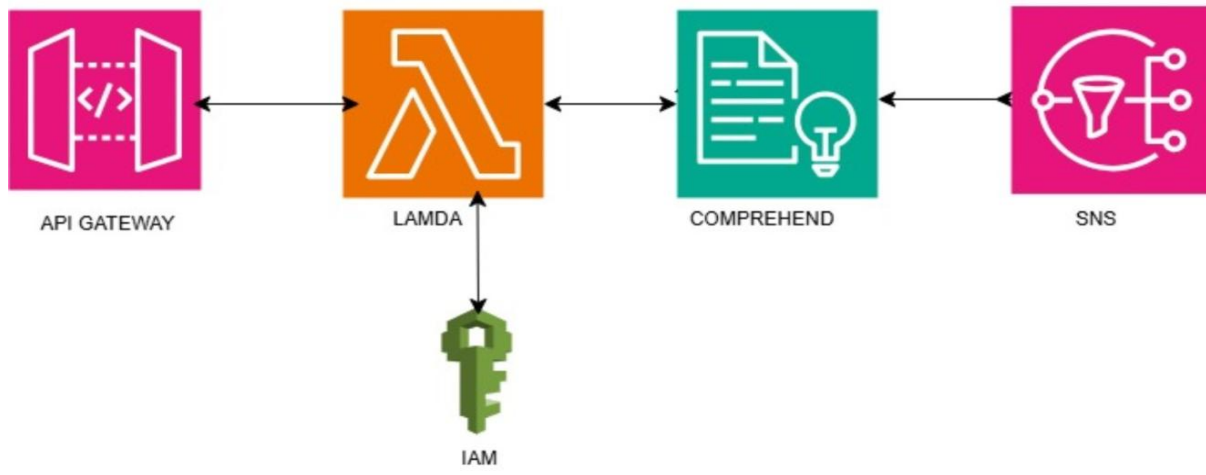 </>
API GATEWAY
LAMDA
COMPREHEND
SNS
IAM